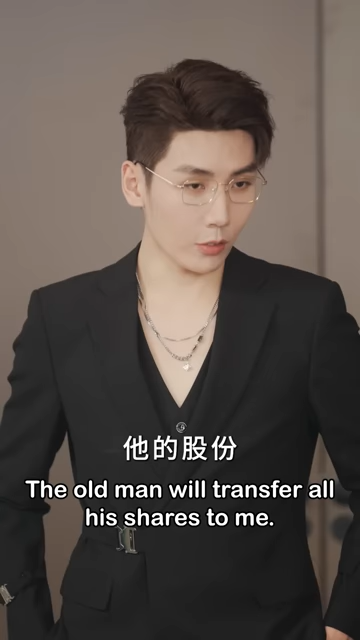 他的股份
The old man will transfer all
his shares to me.